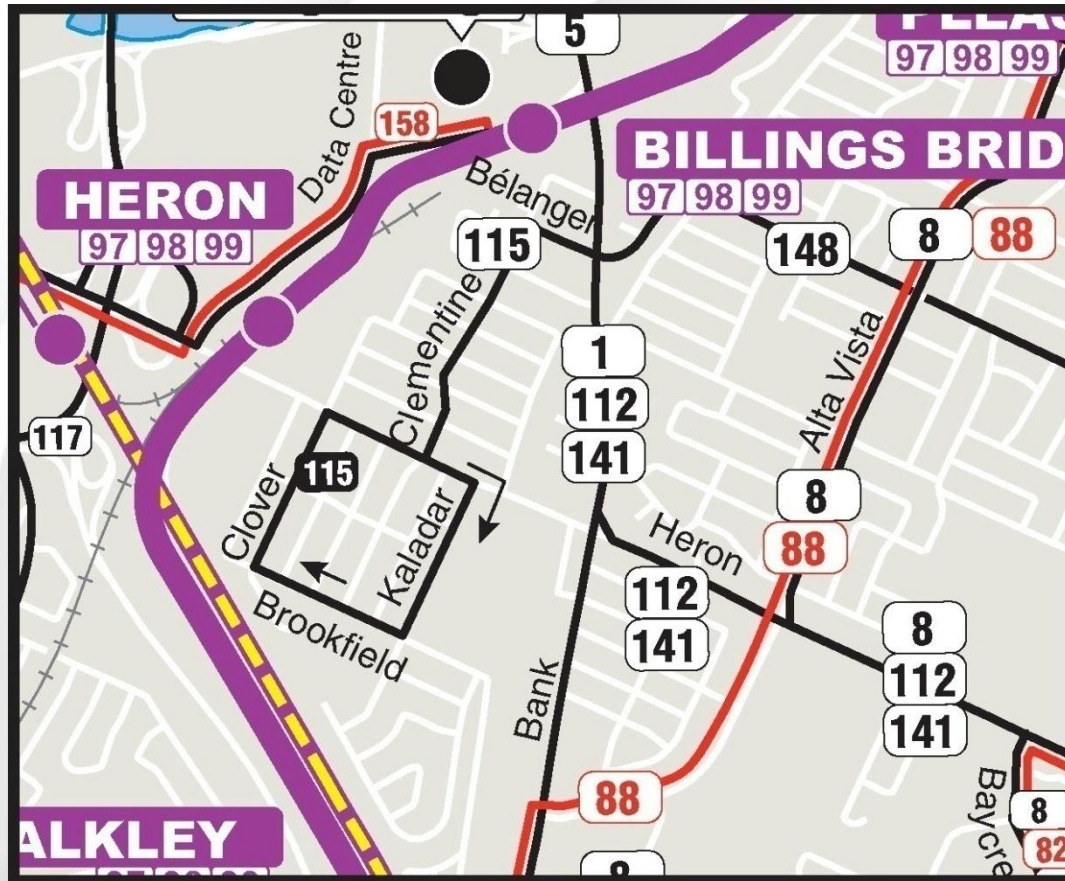 5
97 98 99
Data Centre
158
BILLINGS BRID
97 98 99
HERON
97 98 99
Bélanger
115
148
8 88
Clementine
1
112
141
Alta Vista
117
115
Clover
Kaladar
8
88
Heron
Brookfield
112
141
8
112
141
Bank
88
Baycre
8
82
ALKLEY
8